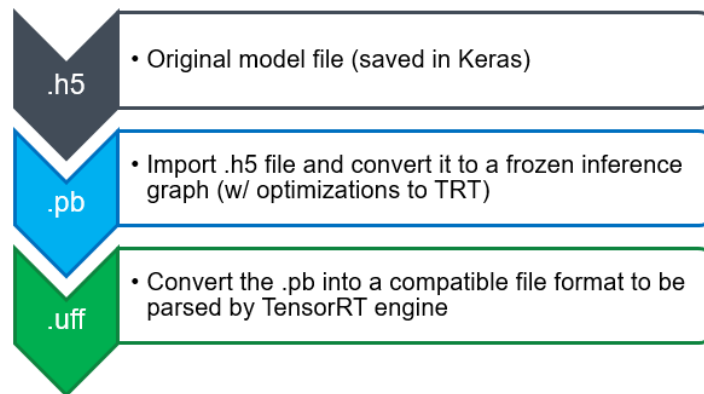 .h5
• Original model file (saved in Keras)
.pb
• Import .h5 file and convert it to a frozen inference
graph (w/ optimizations to TRT)
.uff
• Convert the .pb into a compatible file format to be
parsed by TensorRT engine